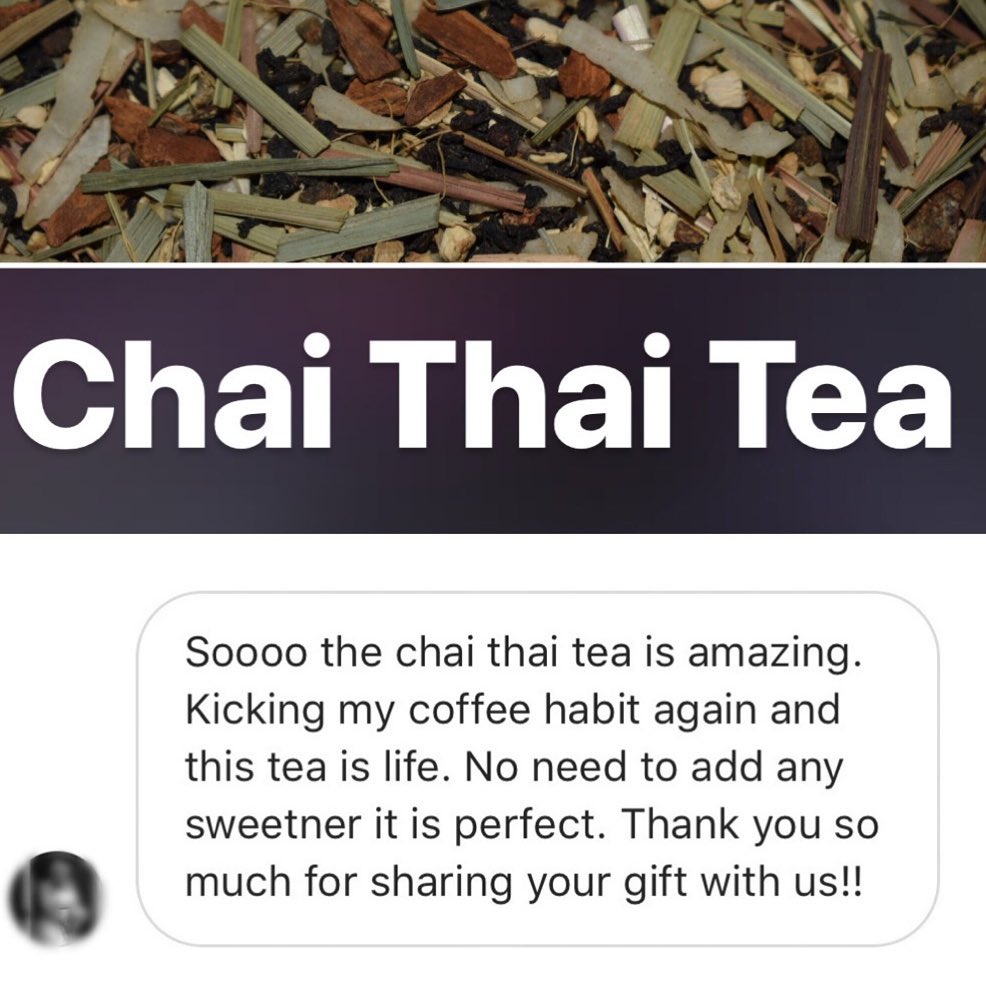 Chai Thai Tea
Soooo the chai thai tea is amazing.
Kicking my coffee habit again and
this tea is life. No need to add any
sweetner it is perfect. Thank you so
much for sharing your gift with us!!